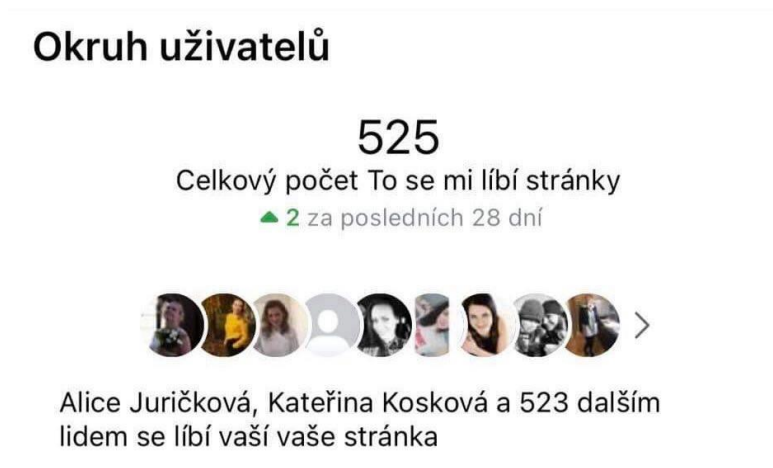 Okruh uživatelů
525
Celkový počet To se mi líbí stránky
2 za posledních 28 dní
Alice Juričková, Kateřina Kosková a 523 dalším
lidem se líbí vaší vaše stránka